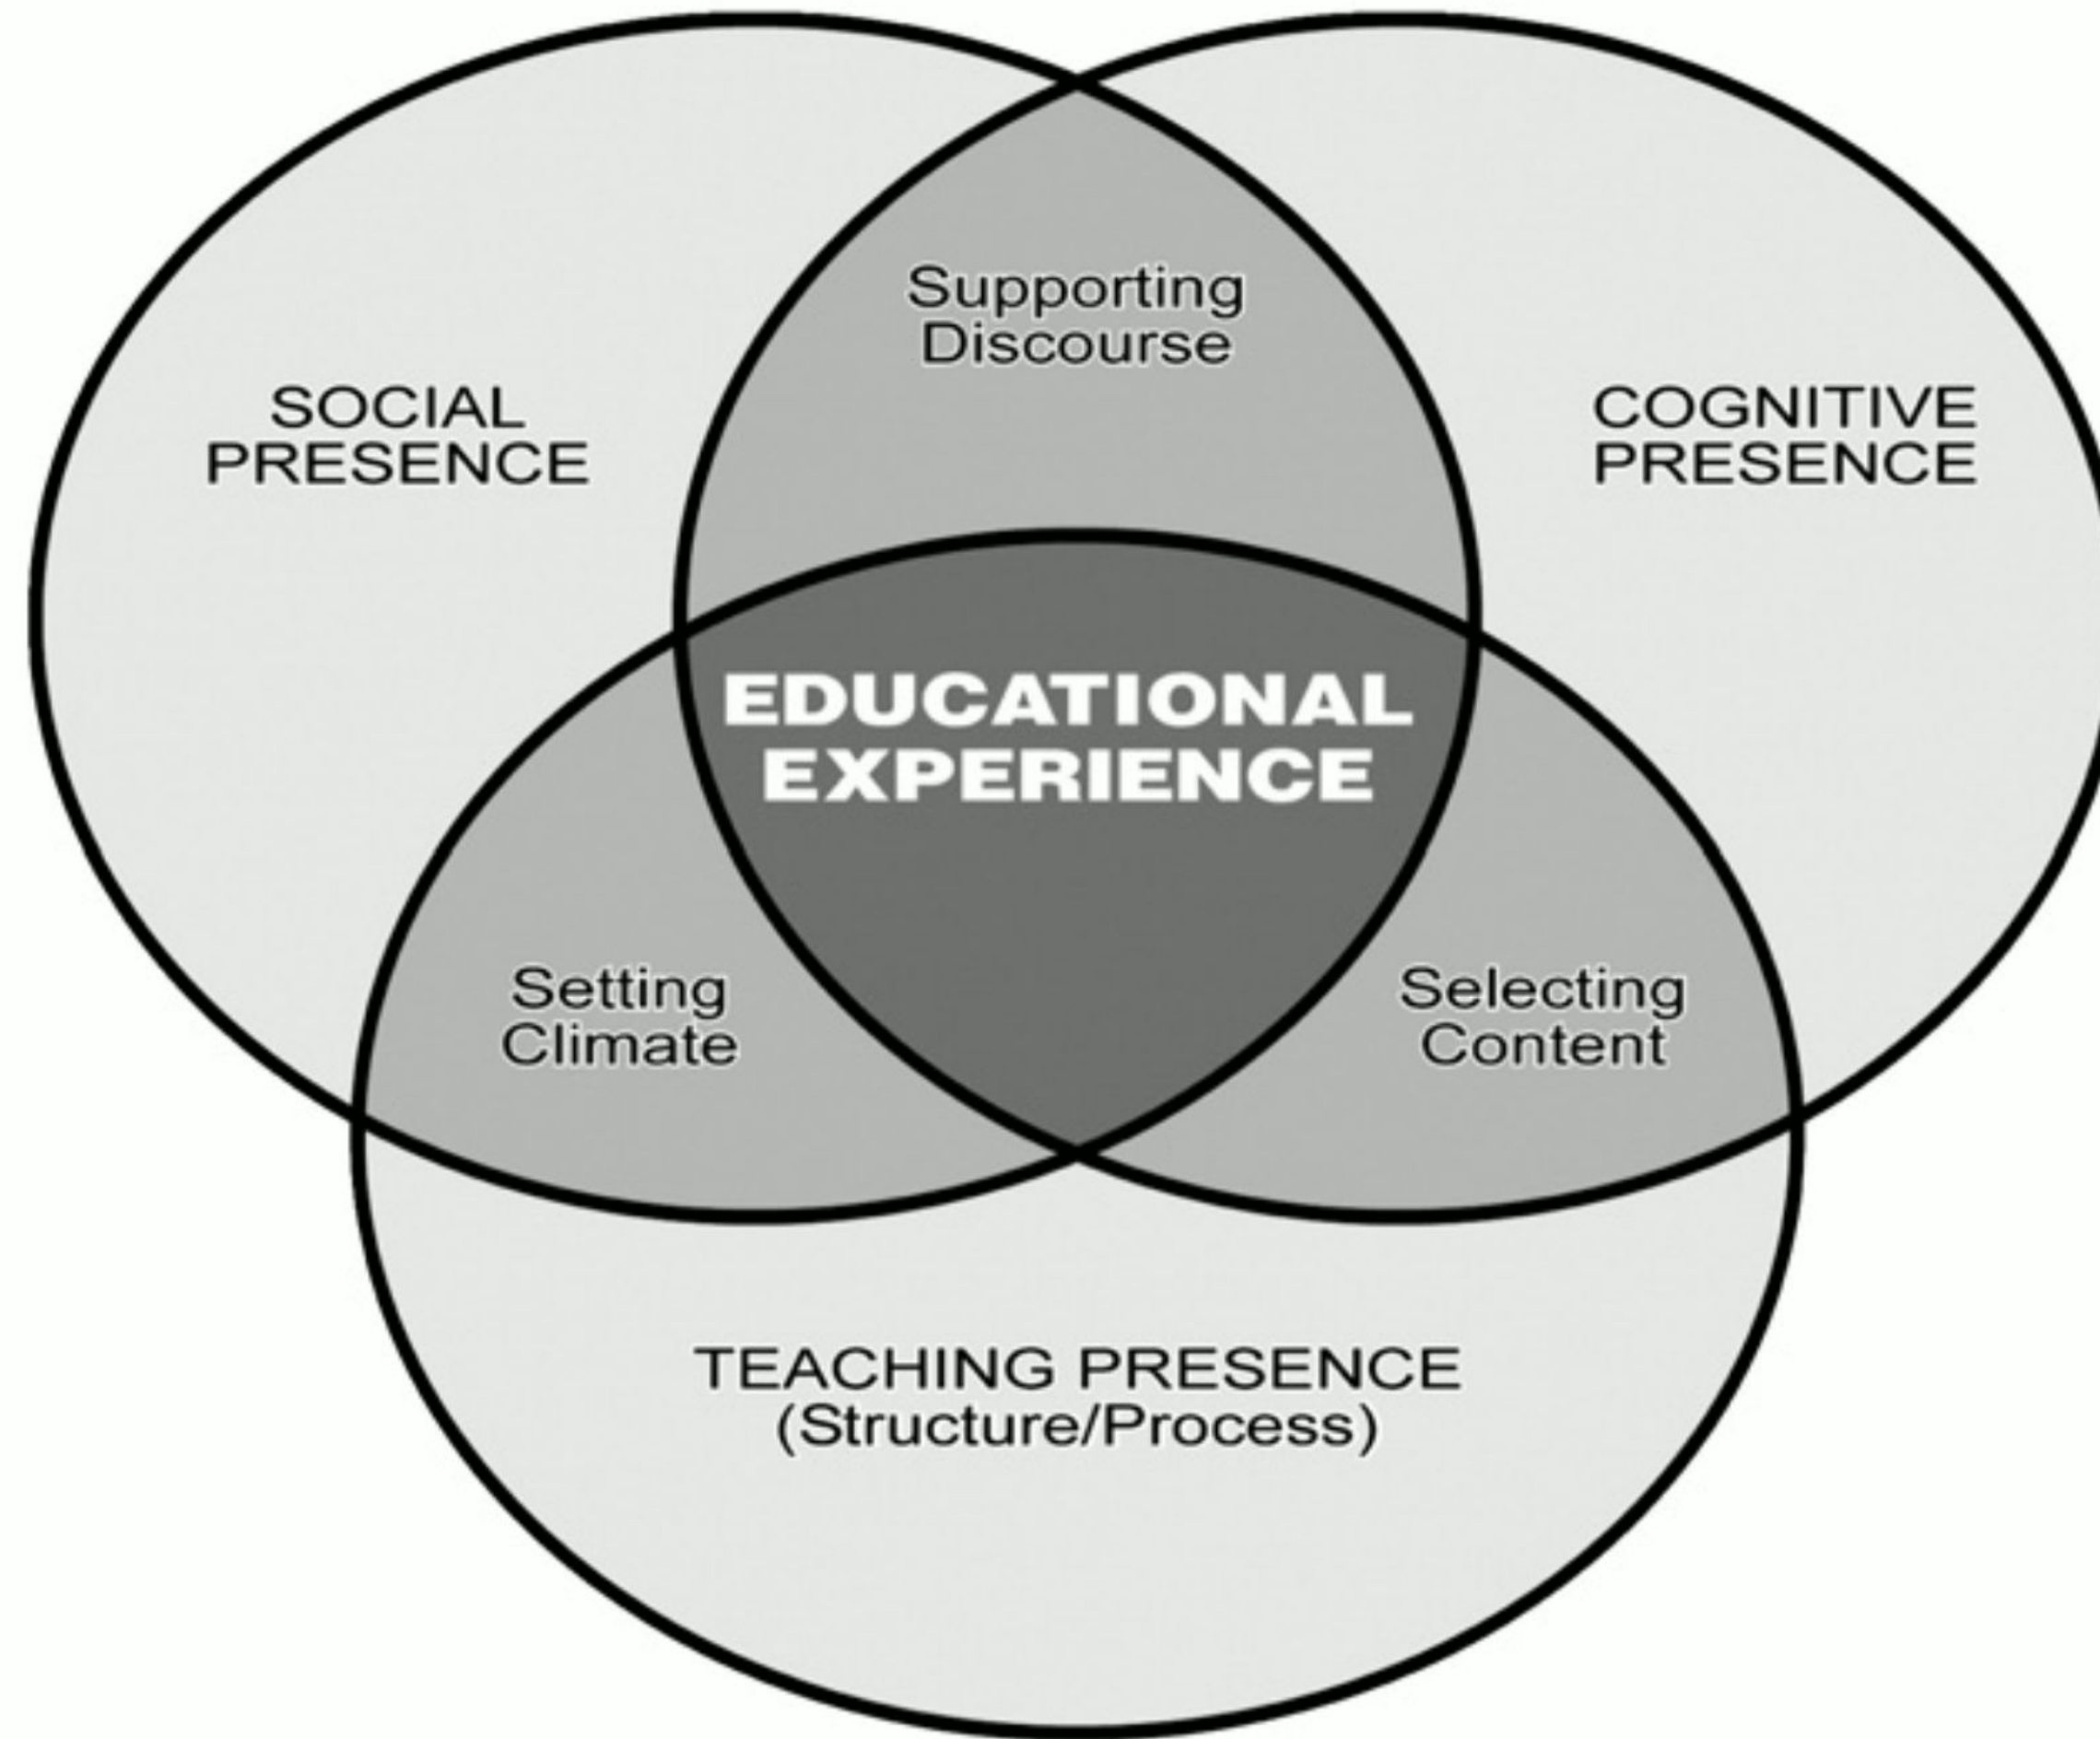 Supporting
Discourse
SOCIAL
PRESENCE
COGNITIVE
PRESENCE
EDUCATIONAL
EXPERIENCE
Setting
Climate
Selecting
Content
TEACHING PRESENCE
(Structure/Process)